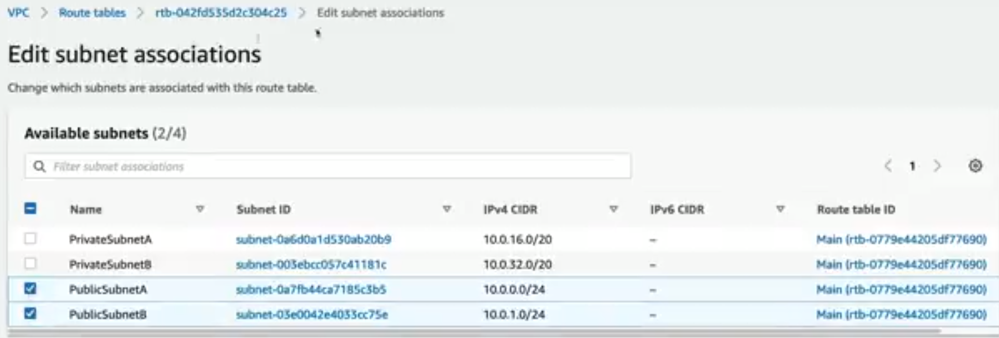 VPC > Route tables > rtb-042fd535d2c304c25 > Edit subnet associations
Edit subnet associations
Change which subnets are associated with this route table.
Available subnets (2/4)
Filter subnet associations
< 1 >
Name Subnet ID IPv4 CIDR IPv6 CIDR Route table ID
PrivateSubnetA subnet-0a6d0a1d530ab20b9 10.0.16.0/20 – Main (rtb-0779e44205df77690)
PrivateSubnetB subnet-003ebcc057c41181c 10.0.32.0/20 – Main (rtb-0779e44205df77690)
PublicSubnetA subnet-0a7fb44ca7185c3b5 10.0.0.0/24 – Main (rtb-0779e44205df77690)
PublicSubnetB subnet-03e0042e4033cc75e 10.0.1.0/24 – Main (rtb-0779e44205df77690)